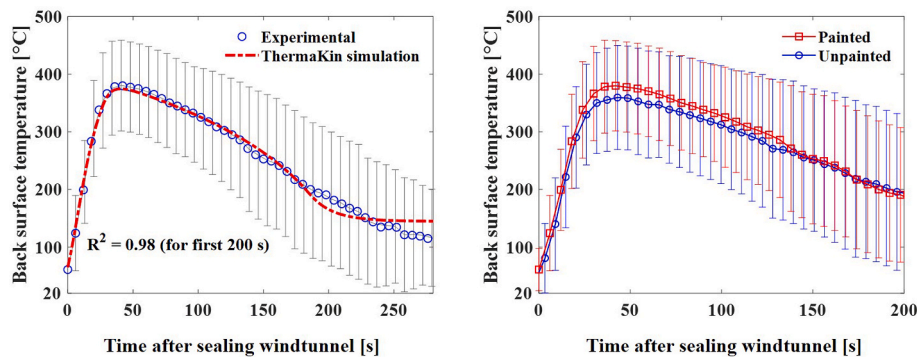 500
400
300
200
100
20
Back surface temperature [°C]
Experimental
ThermaKin simulation
R² = 0.98 (for first 200 s)
0 50 100 150 200 250
Time after sealing windtunnel [s]
500
400
300
200
100
20
Back surface temperature [°C]
Painted
Unpainted
0 50 100 150 200
Time after sealing windtunnel [s]